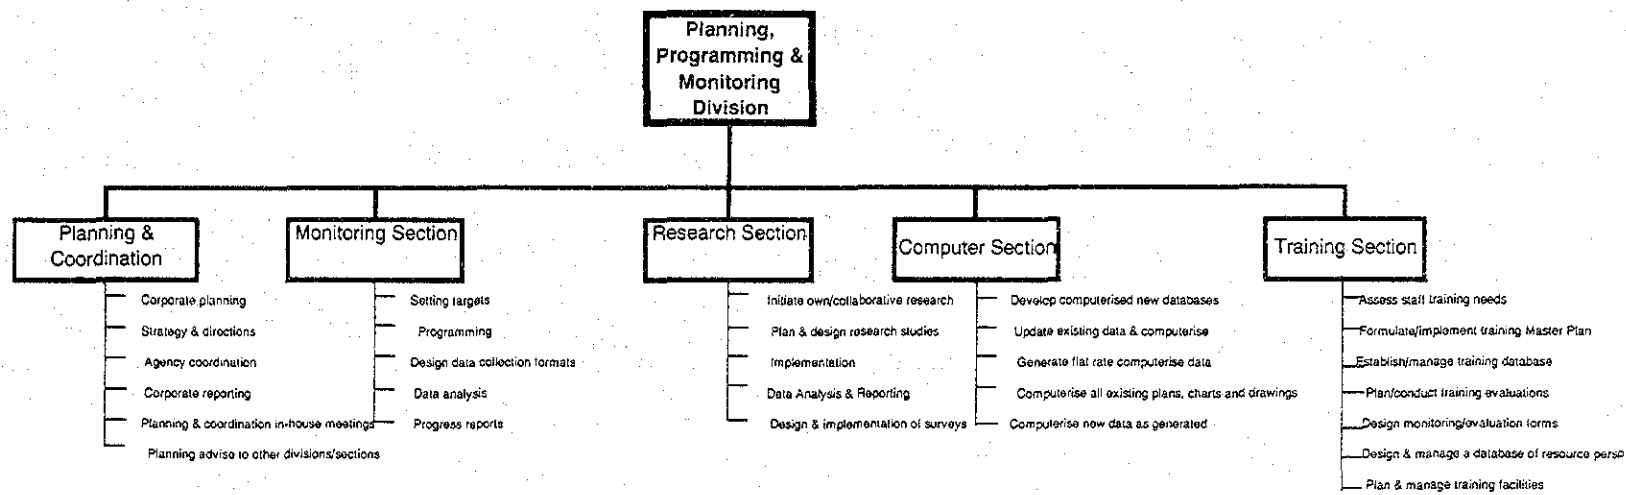 Planning,
Programming &
Monitoring
Division
Planning &
Coordination
Corporate planning
Strategy & directions
Agency coordination
Corporate reporting
Planning & coordination in-house meetings
Planning advise to other divisions/sections
Monitoring Section
Setting targets
Programming
Design data collection formats
Data analysis
Progress reports
Research Section
Initiate own/collaborative research
Plan & design research studies
Implementation
Data Analysis & Reporting
Design & implementation of surveys
Computer Section
Develop computerised new databases
Update existing data & computerise
Generate flat rate computerise data
Computerise all existing plans, charts and drawings
Computerise new data as generated
Training Section
Assess staff training needs
Formulate/implement training Master Plan
Establish/manage training database
Plan/conduct training evaluations
Design monitoring/evaluation forms
Design & manage a database of resource perso
Plan & manage training facilities